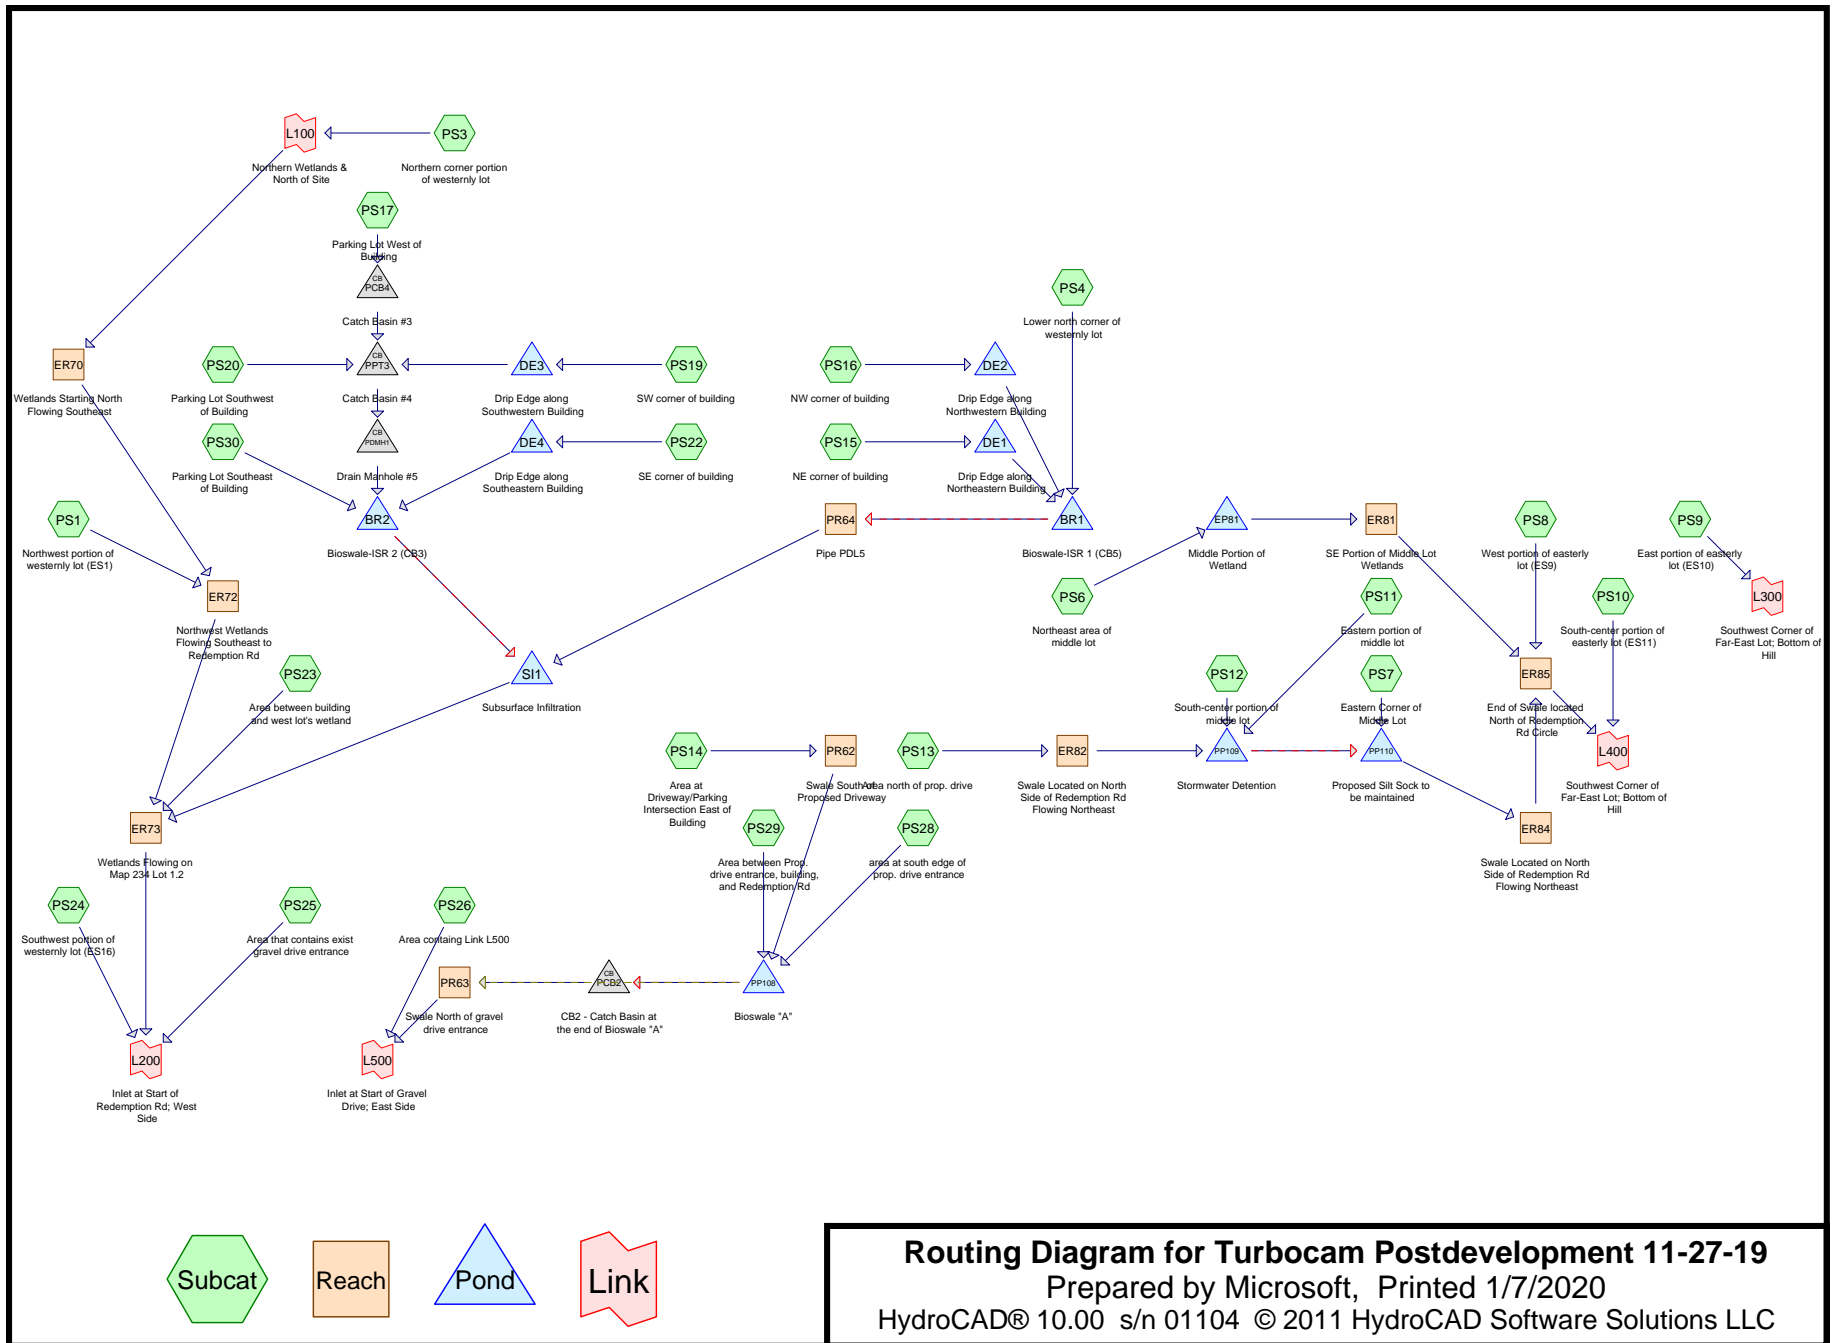 L100
PS3
Northern Wetlands &
North of Site
Northern corner portion
of westernly lot
PS17
Parking Lot West of
Building
CB
PCB4
Catch Basin #3
PS4
Lower north corner of
westernly lot
ER70
Wetlands Starting North
Flowing Southeast
PS20
Parking Lot Southwest
of Building
CB
PPT3
Catch Basin #4
DE3
Drip Edge along
Southwestern Building
PS19
SW corner of building
PS16
NW corner of building
DE2
Drip Edge along
Northwestern Building
PS30
Parking Lot Southeast
of Building
CB
PDMH1
Drain Manhole #5
DE4
Drip Edge along
Southeastern Building
PS22
SE corner of building
PS15
NE corner of building
DE1
Drip Edge along
Northeastern Building
PS1
Northwest portion of
westernly lot (ES1)
BR2
Bioswale-ISR 2 (CB3)
PR64
Pipe PDL5
BR1
Bioswale-ISR 1 (CB5)
EP81
Middle Portion of
Wetland
ER81
SE Portion of Middle Lot
Wetlands
PS8
West portion of easterly
lot (ES9)
PS9
East portion of easterly
lot (ES10)
ER72
Northwest Wetlands
Flowing Southeast to
Redemption Rd
PS6
Northeast area of
middle lot
PS11
Eastern portion of
middle lot
PS10
South-center portion of
easterly lot (ES11)
L300
Southwest Corner of
Far-East Lot; Bottom of
Hill
PS23
Area between building
and west lot's wetland
SI1
Subsurface Infiltration
PS12
South-center portion of
middle lot
PS7
Eastern Corner of
Middle Lot
ER85
End of Swale located
North of Redemption
Rd Circle
PS14
Area at
Driveway/Parking
Intersection East of
Building
PR62
Swale South of
Proposed Driveway
PS13
Area north of prop. drive
ER82
Swale Located on North
Side of Redemption Rd
Flowing Northeast
PP109
Stormwater Detention
PP110
Proposed Silt Sock to
be maintained
L400
Southwest Corner of
Far-East Lot; Bottom of
Hill
ER73
Wetlands Flowing on
Map 234 Lot 1.2
PS29
Area between Prop.
drive entrance, building,
and Redemption Rd
PS28
area at south edge of
prop. drive entrance
ER84
Swale Located on North
Side of Redemption Rd
Flowing Northeast
PS24
Southwest portion of
westernly lot (ES16)
PS25
Area that contains exist
gravel drive entrance
PS26
Area containg Link L500
PR63
Swale North of gravel
drive entrance
CB
PCB2
CB2 - Catch Basin at
the end of Bioswale "A"
PP108
Bioswale "A"
L200
Inlet at Start of
Redemption Rd; West
Side
L500
Inlet at Start of Gravel
Drive; East Side
Subcat
Reach
Pond
Link
Routing Diagram for Turbocam Postdevelopment 11-27-19
Prepared by Microsoft, Printed 1/7/2020
HydroCAD® 10.00 s/n 01104 © 2011 HydroCAD Software Solutions LLC